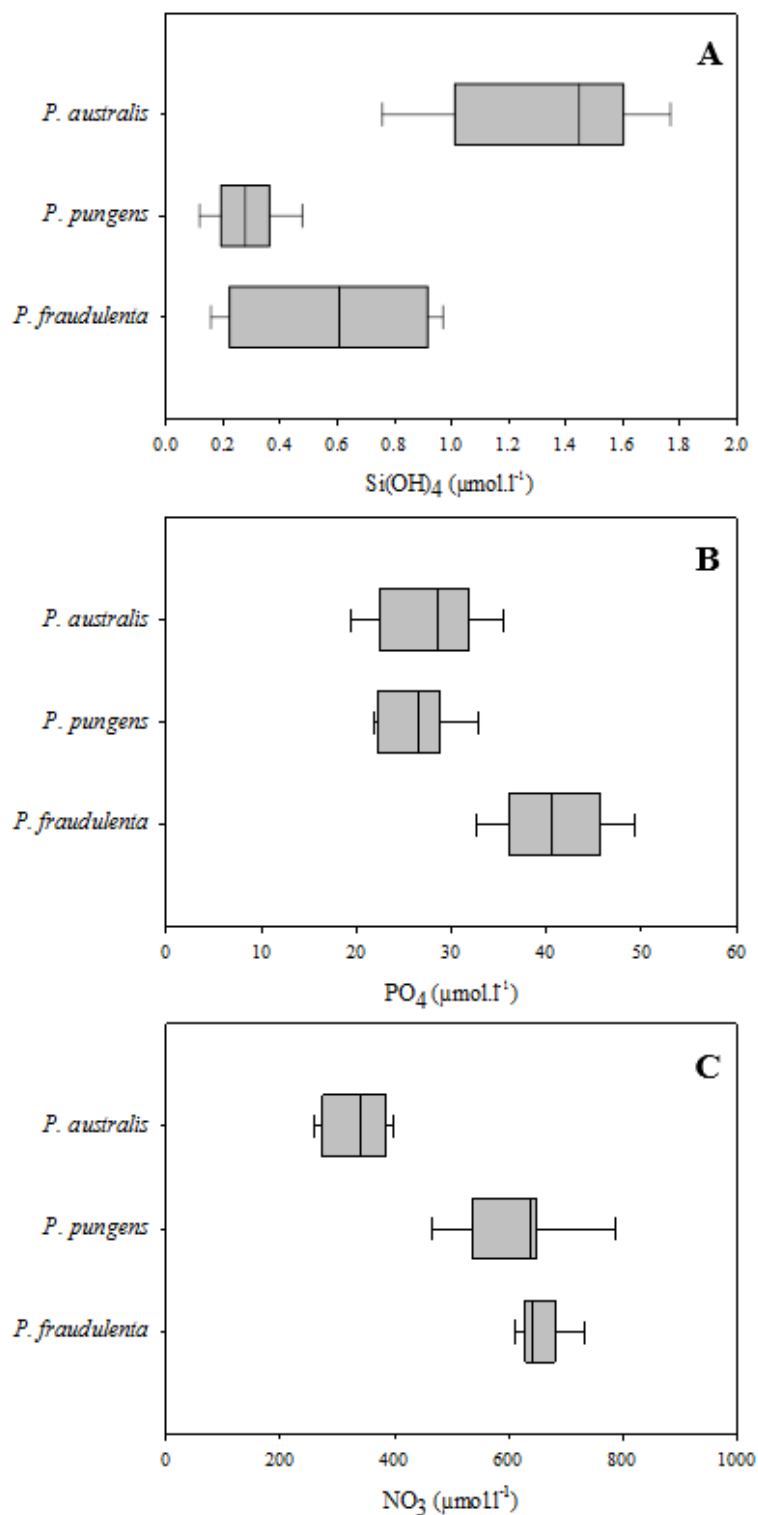 A
P. australis
P. pungens
P. fraudulenta
0.0 0.2 0.4 0.6 0.8 1.0 1.2 1.4 1.6 1.8 2.0
Si(OH)₄ (µmol.l⁻¹)
B
P. australis
P. pungens
P. fraudulenta
0 10 20 30 40 50 60
PO₄ (µmol.l⁻¹)
C
P. australis
P. pungens
P. fraudulenta
0 200 400 600 800 1000
NO₃ (µmol.l⁻¹)